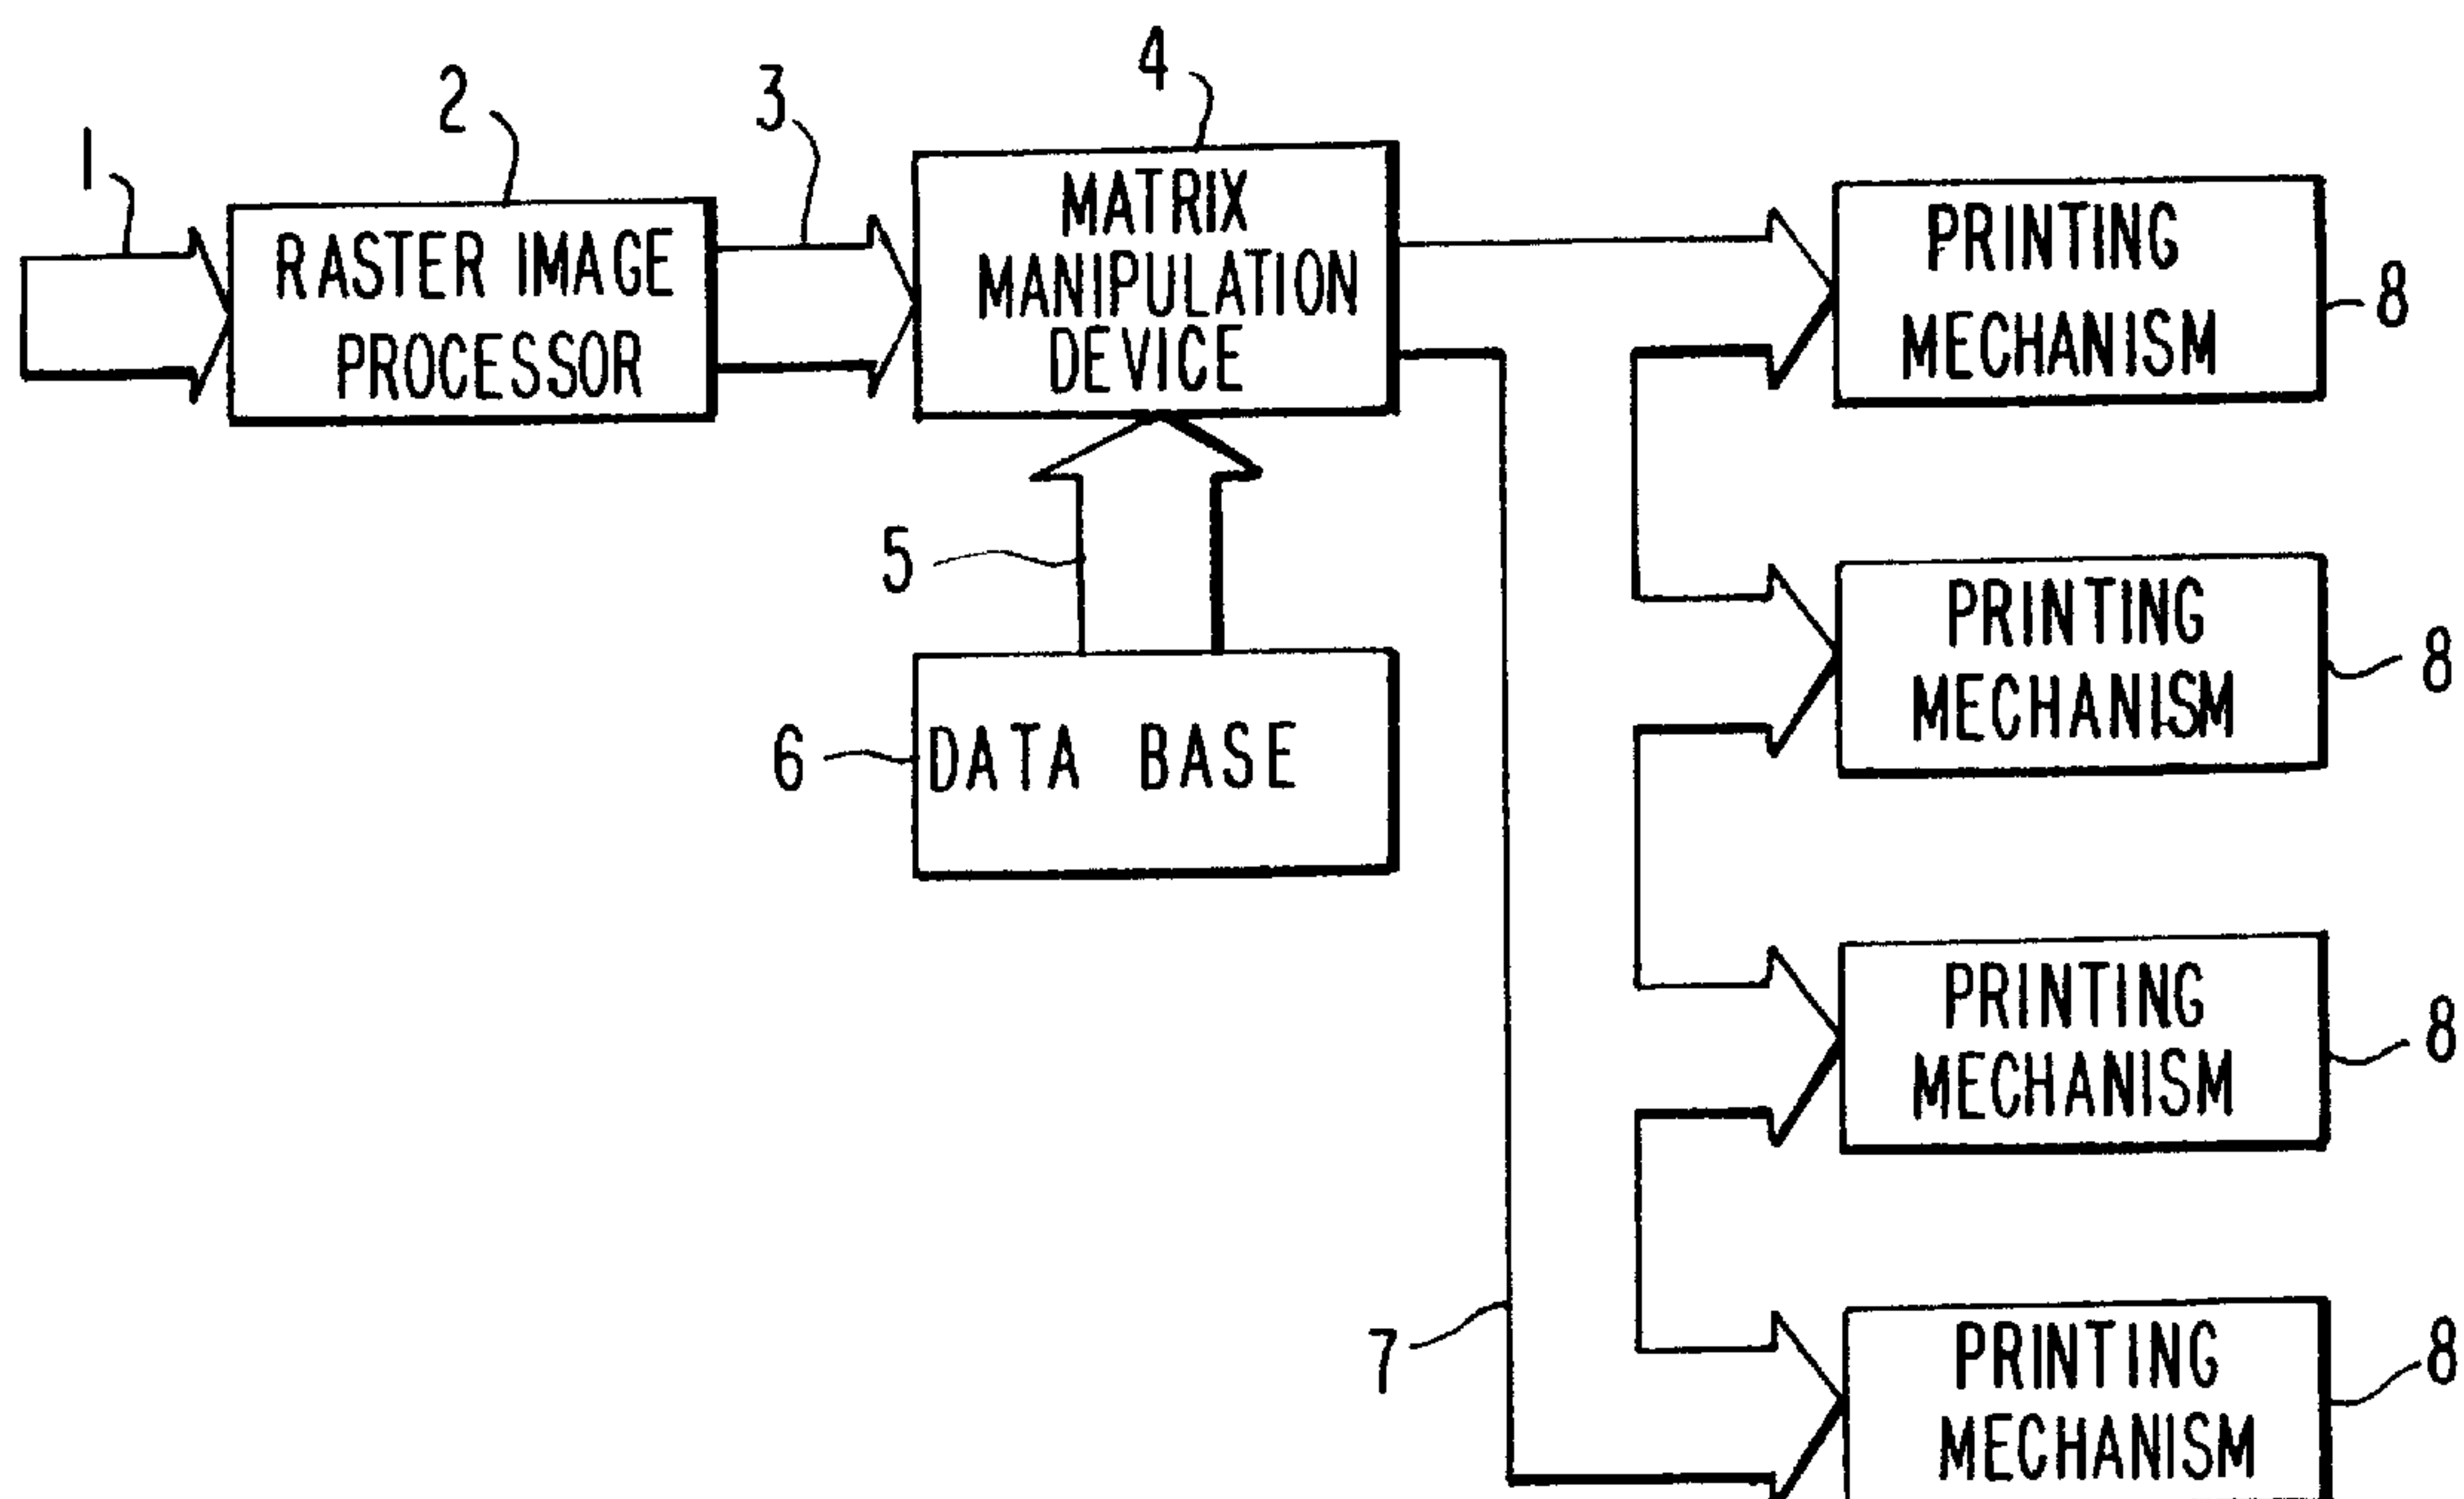 1
2
3
4
RASTER IMAGE
PROCESSOR
MATRIX
MANIPULATION
DEVICE
PRINTING
MECHANISM
8
5
PRINTING
MECHANISM
8
6
DATA BASE
PRINTING
MECHANISM
8
7
PRINTING
MECHANISM
8